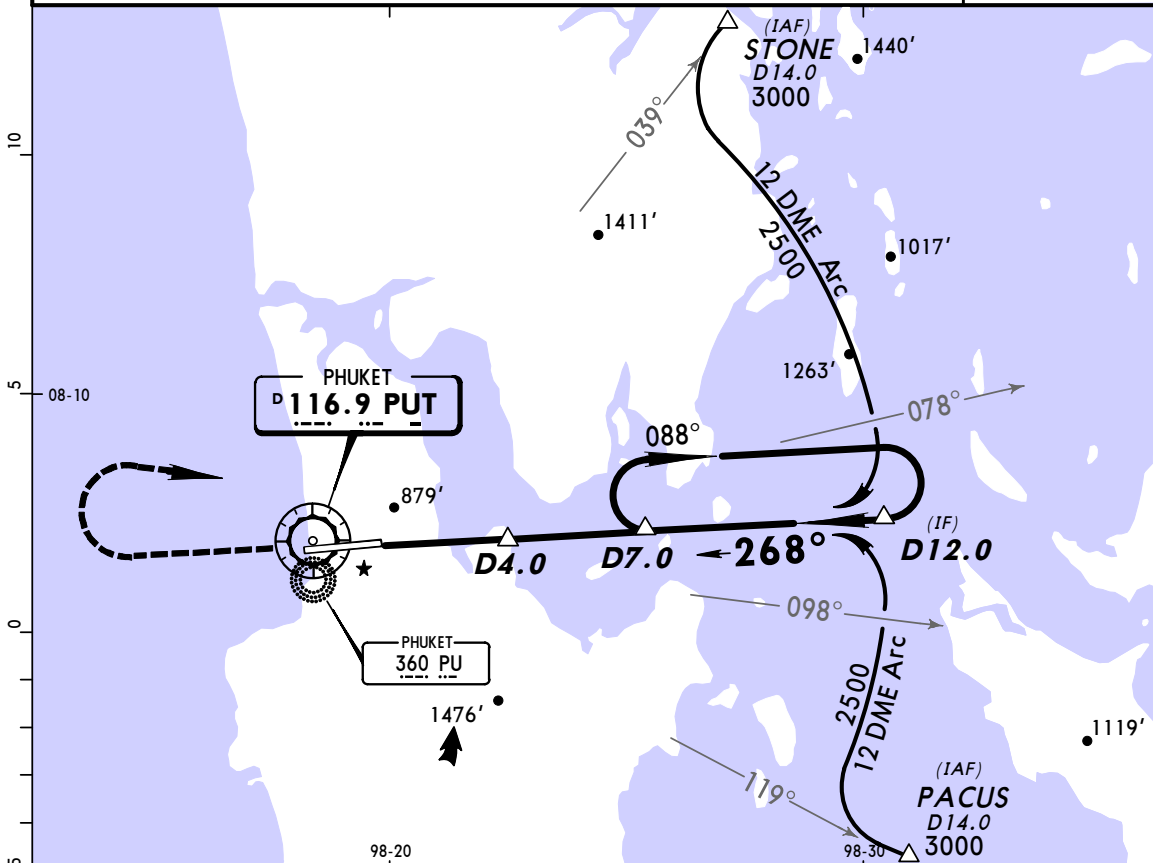 (IAF)
STONE
D14.0
3000
1440′
039°
10
12 DME Arc
2500
1411′
1017′
1263′
PHUKET
D 116.9 PUT
5
08-10
078°
088°
879′
(IF)
D12.0
D4.0
D7.0
268°
098°
0
PHUKET
360 PU
2500
12 DME Arc
1476′
1119′
119°
(IAF)
PACUS
D14.0
3000
98-20
98-30
5